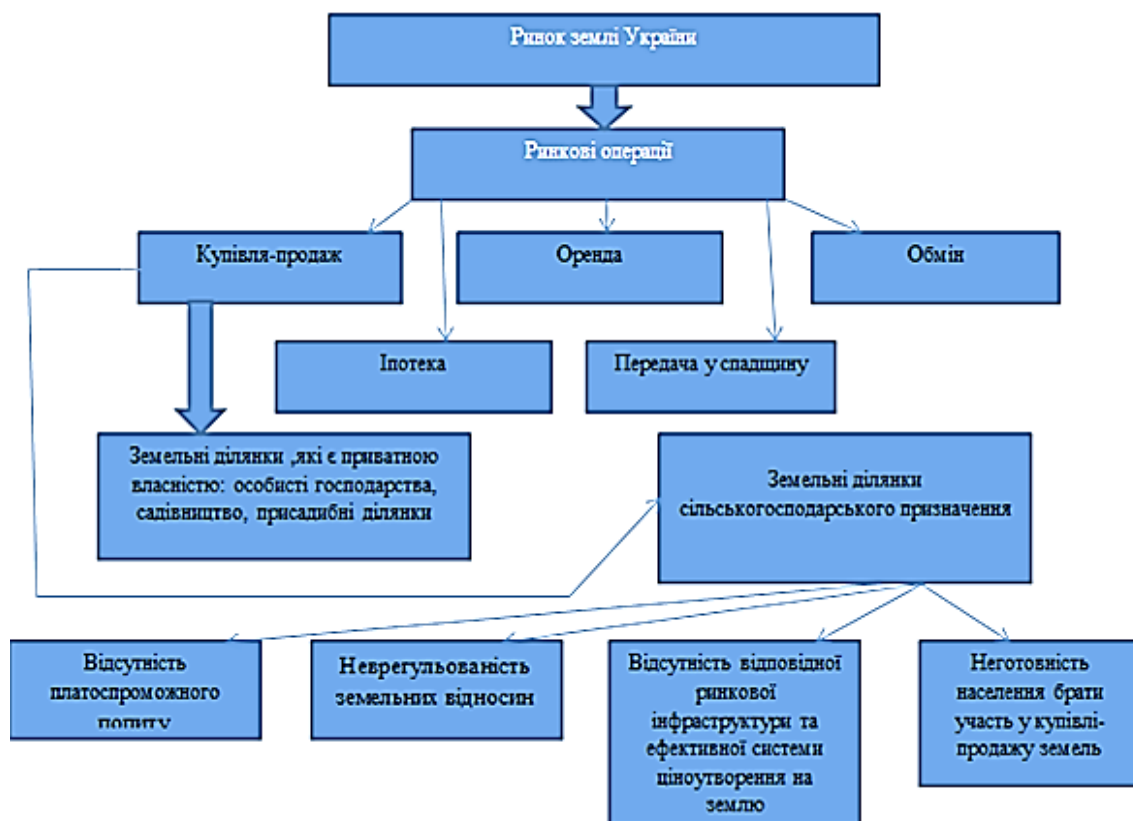 Ринок землі України
Ринкові операції
Купівля-продаж
Оренда
Обмін
Іпотека
Передача у спадщину
Земельні ділянки ,які є приватною
власністю: особисті господарства,
садівництво, присадибні ділянки
Земельні ділянки
сільськогосподарського призначення
Відсутність
платоспроможного
попиту
Неврегульованість
земельних відносин
Відсутність відповідної
ринкової
інфраструктури та
ефективної системи
ціноутворення на
землю
Неготовність
населення брати
участь у купівлі-
продажу земель